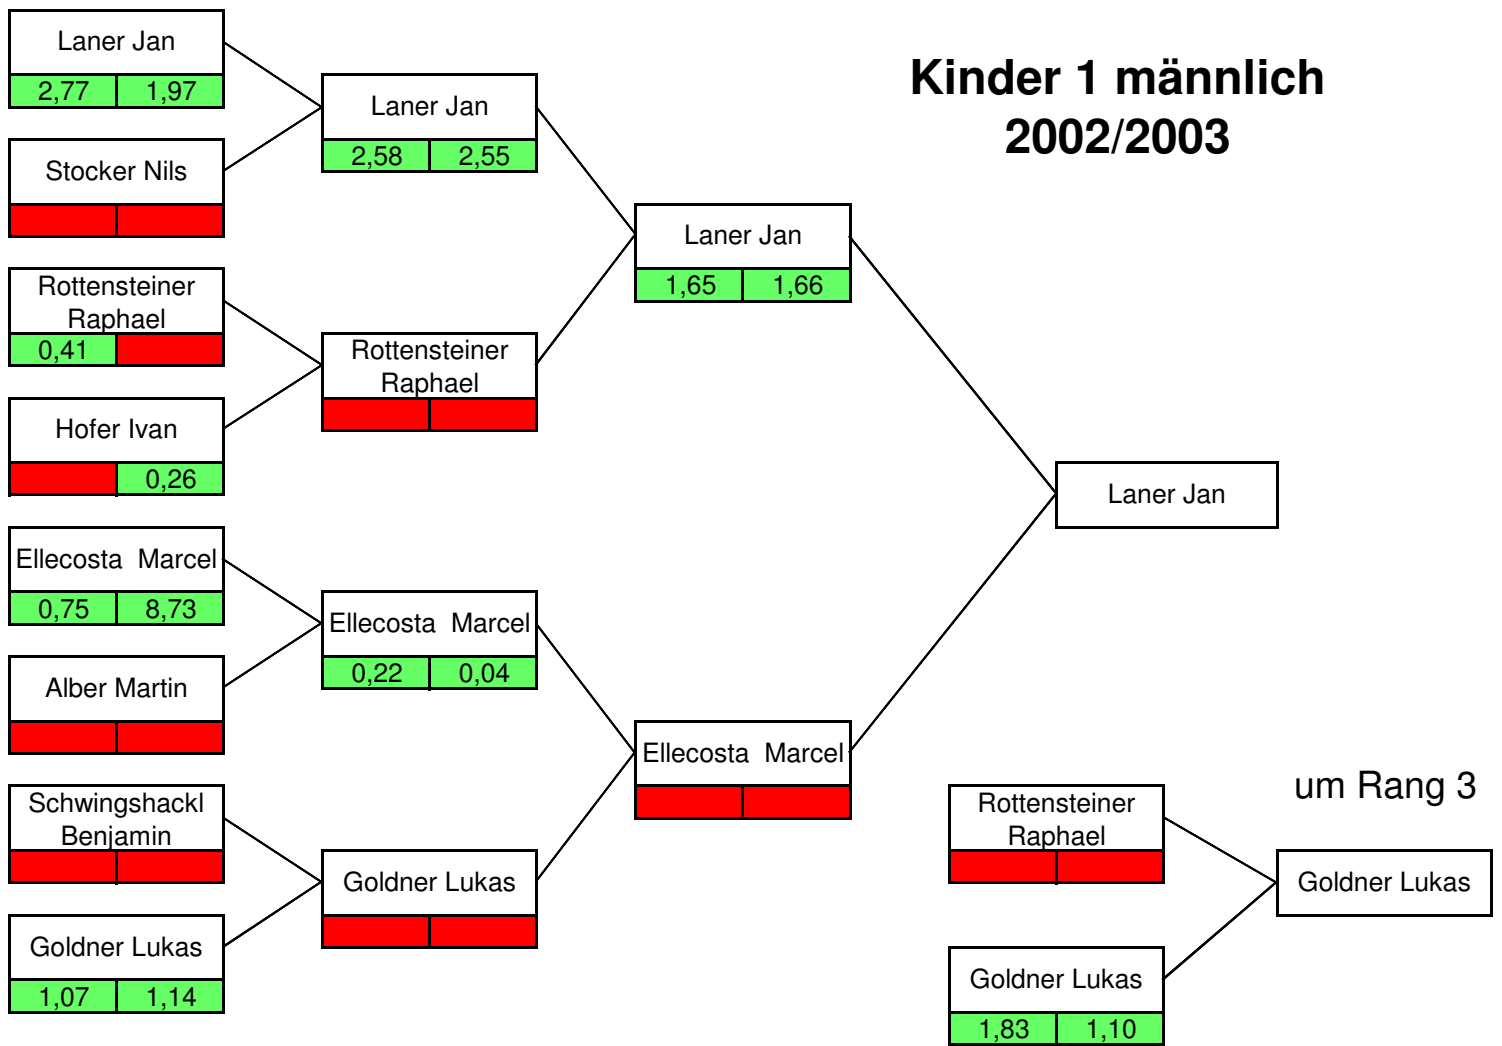 Kinder 1 männlich
2002/2003
Laner Jan
2,77 1,97
Stocker Nils
Rottensteiner
Raphael
0,41
Hofer Ivan
0,26
Ellecosta Marcel
0,75 8,73
Alber Martin
Schwingshackl
Benjamin
Goldner Lukas
1,07 1,14
Laner Jan
2,58 2,55
Rottensteiner
Raphael
Ellecosta Marcel
0,22 0,04
Goldner Lukas
Laner Jan
1,65 1,66
Ellecosta Marcel
Laner Jan
um Rang 3
Rottensteiner
Raphael
Goldner Lukas
1,83 1,10
Goldner Lukas